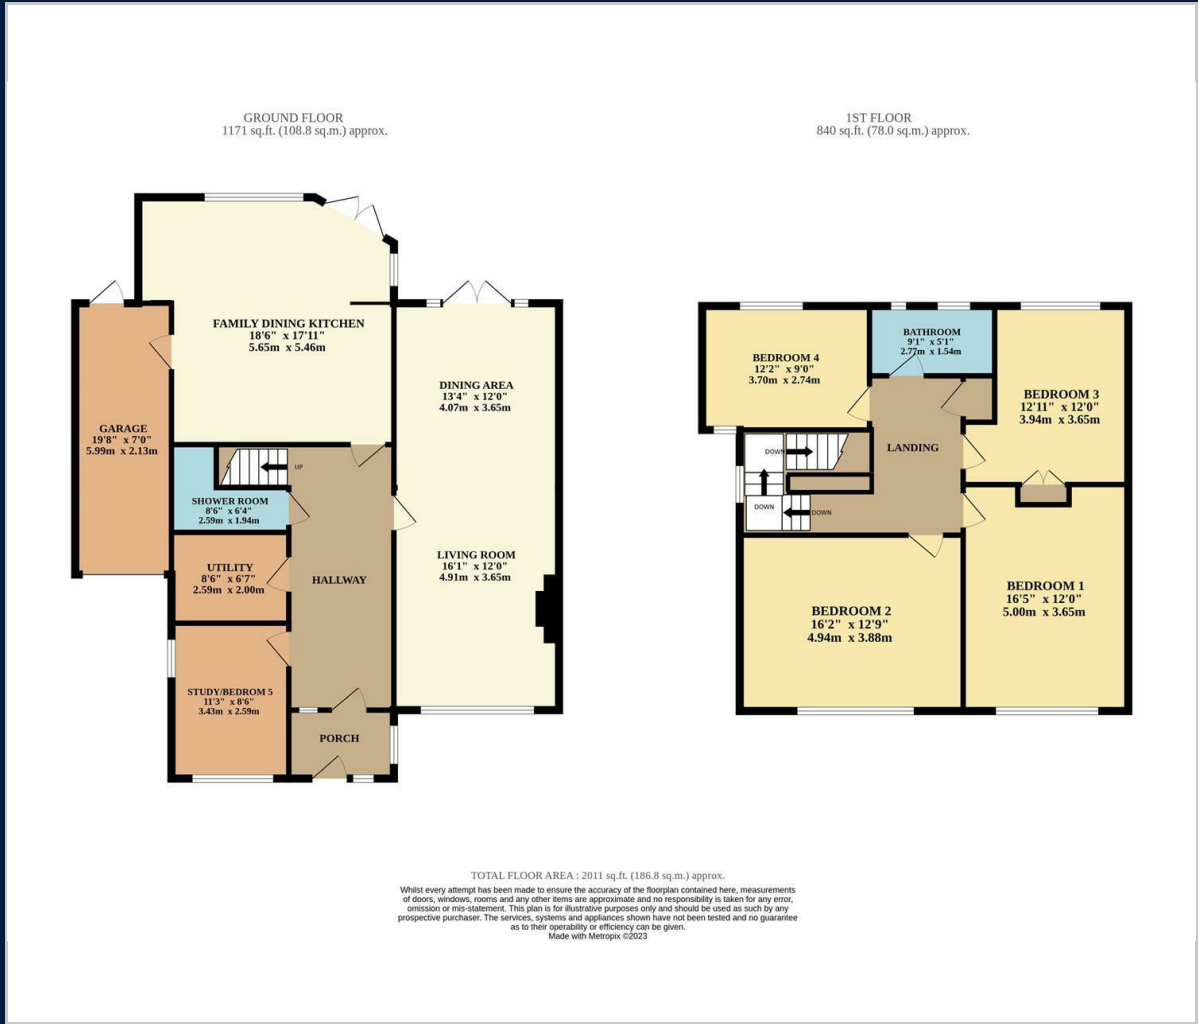 GROUND FLOOR
1171 sq.ft. (108.8 sq.m.) approx.
1ST FLOOR
840 sq.ft. (78.0 sq.m.) approx.
FAMILY DINING KITCHEN
18'6" x 17'11"
5.65m x 5.46m
DINING AREA
13'4" x 12'0"
4.07m x 3.65m
GARAGE
19'8" x 7'0"
5.99m x 2.13m
UP
SHOWER ROOM
8'6" x 6'4"
2.59m x 1.94m
LIVING ROOM
16'1" x 12'0"
4.91m x 3.65m
UTILITY
8'6" x 6'7"
2.59m x 2.00m
HALLWAY
STUDY/BEDROM 5
11'3" x 8'6"
3.43m x 2.59m
PORCH
BATHROOM
9'1" x 5'1"
2.77m x 1.54m
BEDROOM 4
12'2" x 9'0"
3.70m x 2.74m
BEDROOM 3
12'11" x 12'0"
3.94m x 3.65m
LANDING
DOWN
DOWN
DOWN
BEDROOM 2
16'2" x 12'9"
4.94m x 3.88m
BEDROOM 1
16'5" x 12'0"
5.00m x 3.65m
TOTAL FLOOR AREA : 2011 sq.ft. (186.8 sq.m.) approx.
Whilst every attempt has been made to ensure the accuracy of the floorplan contained here, measurements
of doors, windows, rooms and any other items are approximate and no responsibility is taken for any error,
omission or mis-statement. This plan is for illustrative purposes only and should be used as such by any
prospective purchaser. The services, systems and appliances shown have not been tested and no guarantee
as to their operability or efficiency can be given.
Made with Metropix ©2023